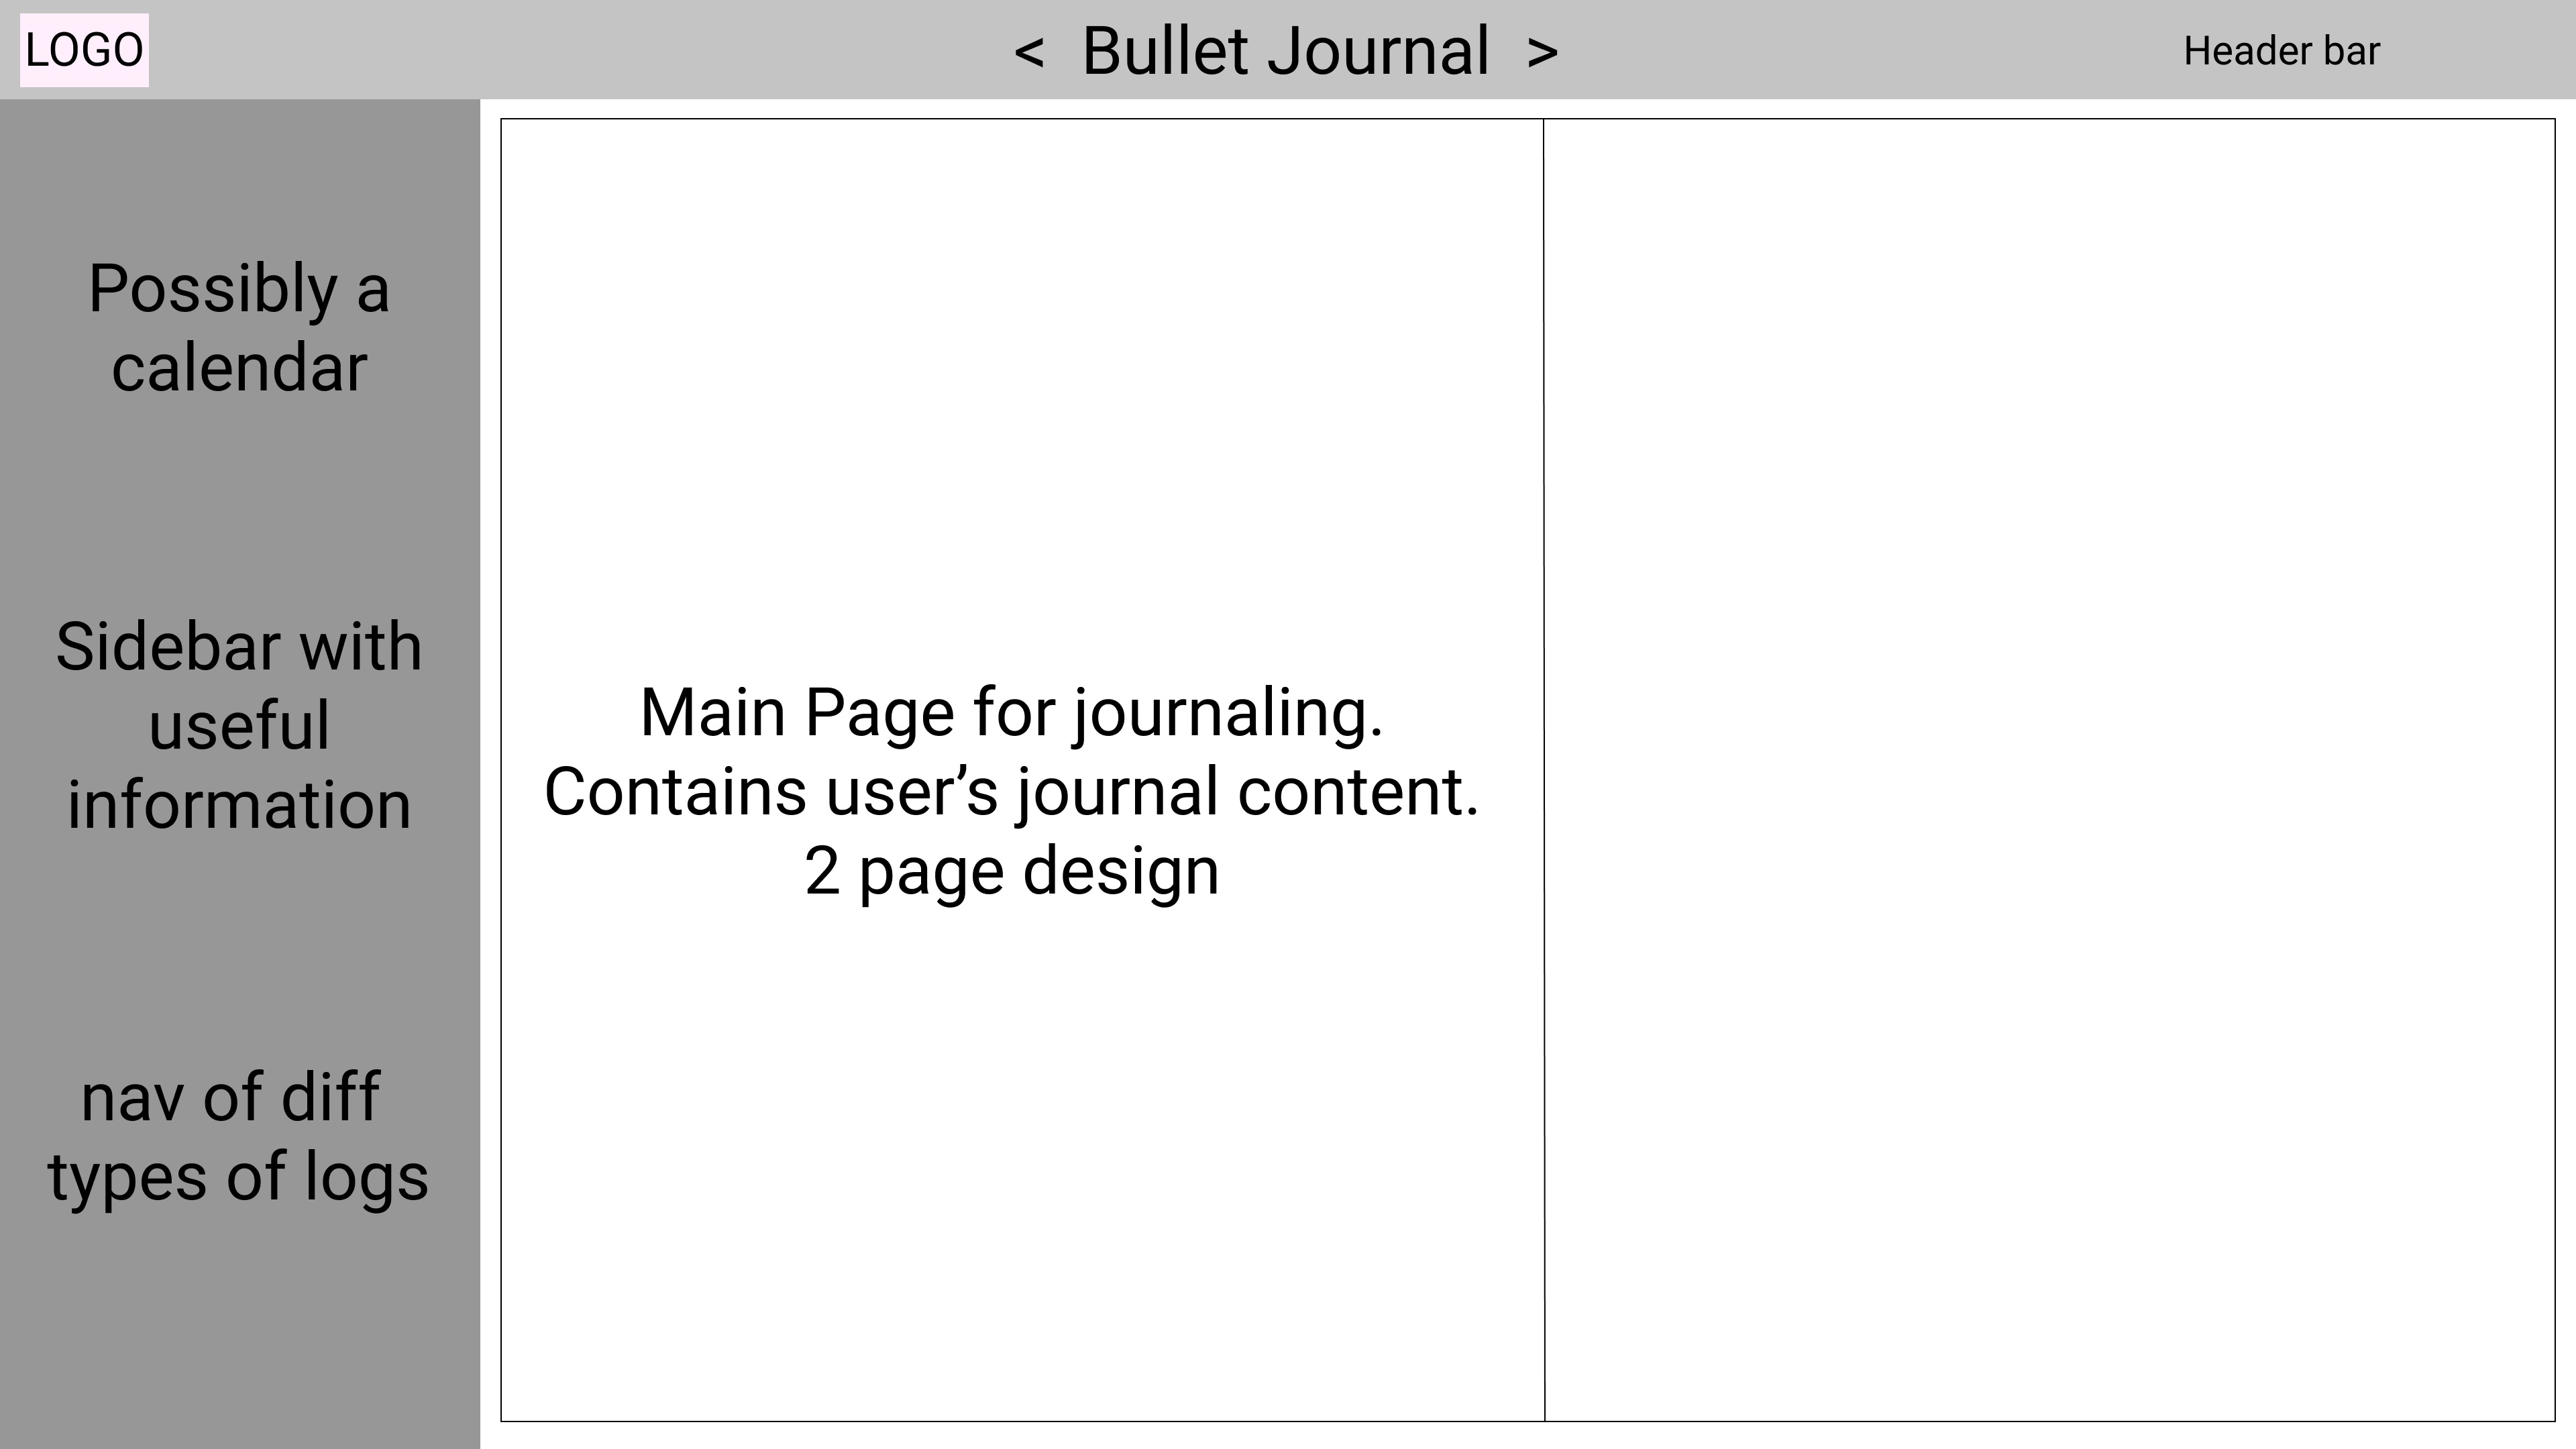 LOGO
< Bullet Journal >
Header bar
Possibly a
calendar
Sidebar with
useful
information
nav of diff
types of logs
Main Page for journaling.
Contains user’s journal content.
2 page design